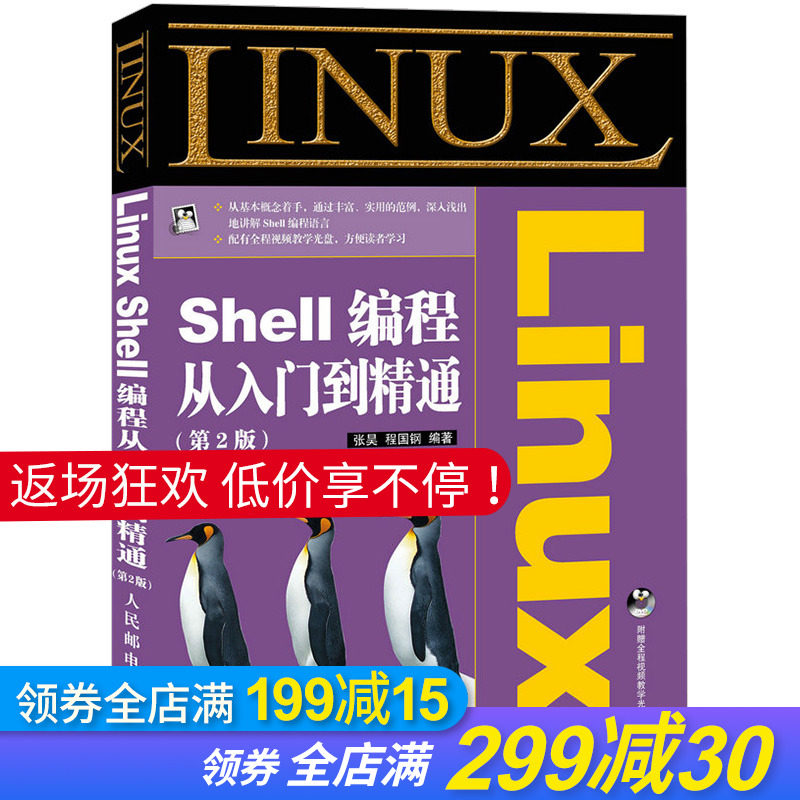 LINUX
LINUX
从基本概念着手，通过丰富、实用的范例，深入浅出
地讲解 Shell 编程语言
配有全程视频教学光盘，方便读者学习
Shell 编程
从入门到精通
（第2版）
张昊 程国钢 编著
Linux
Linux Shell 编程从
精通
（第2版）
人民邮电
返场狂欢 低价享不停！
附赠全程视频教学光
领券全店满 199减15
领券 全店满 299减30